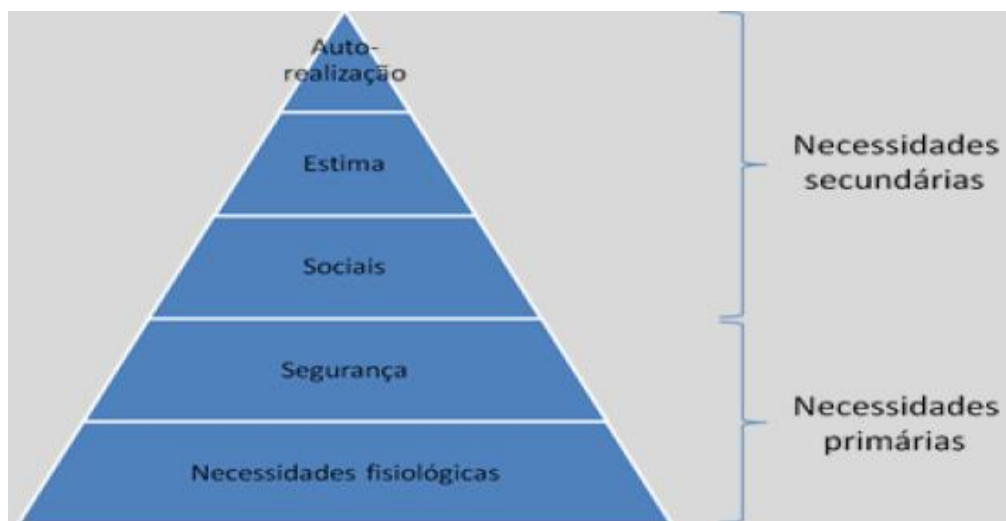 Auto-
realização
Estima
Necessidades
secundárias
Sociais
Segurança
Necessidades
primárias
Necessidades fisiológicas